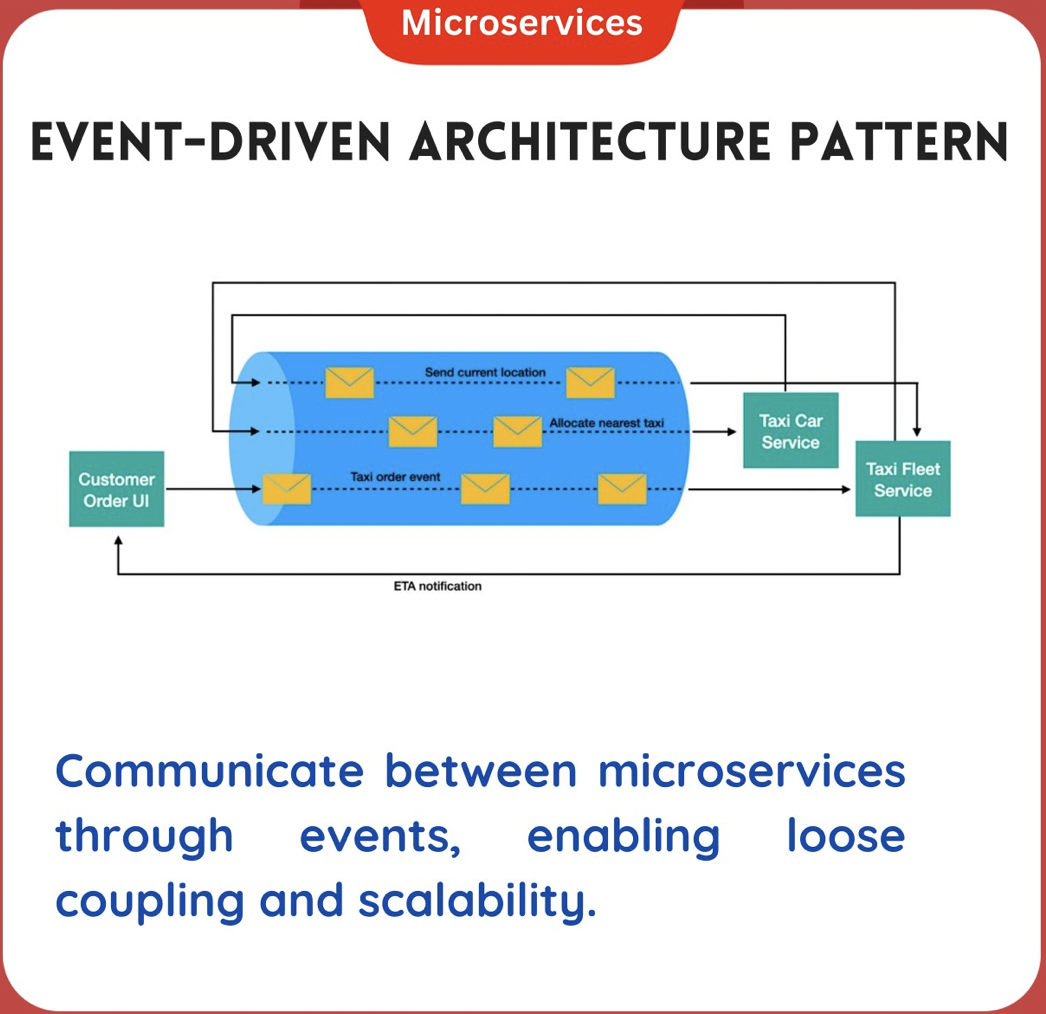 Microservices
EVENT-DRIVEN ARCHITECTURE PATTERN
Send current location
Allocate nearest taxi
Taxi Car
Service
Taxi Fleet
Service
Customer
Order UI
Taxi order event
ETA notification
Communicate between microservices
through events, enabling loose
coupling and scalability.